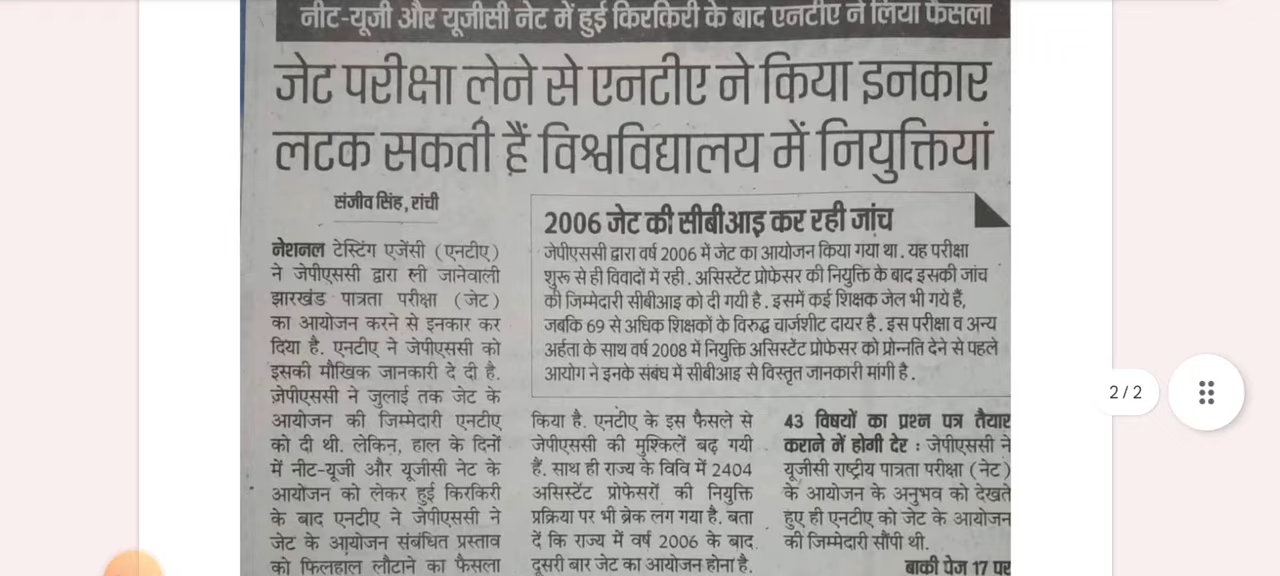 नीट-यूजी और यूजीसी नेट में हुई किरकिरी के बाद एनटीए ने लिया फैसला
जेट परीक्षा लेने से एनटीए ने किया इनकार
लटक सकती हैं विश्वविद्यालय में नियुक्तियां
संजीव सिंह, रांची
नेशनल टेस्टिंग एजेंसी (एनटीए)
ने जेपीएससी द्वारा ली जानेवाली
झारखंड पात्रता परीक्षा (जेट)
का आयोजन करने से इनकार कर
दिया है. एनटीए ने जेपीएससी को
इसकी मौखिक जानकारी दे दी है.
जेपीएससी ने जुलाई तक जेट के
आयोजन की जिम्मेदारी एनटीए
को दी थी. लेकिन, हाल के दिनों
में नीट-यूजी और यूजीसी नेट के
आयोजन को लेकर हुई किरकिरी
के बाद एनटीए ने जेपीएससी ने
जेट के आयोजन संबंधित प्रस्ताव
को फिलहाल लौटाने का फैसला
2006 जेट की सीबीआइ कर रही जांच
जेपीएससी द्वारा वर्ष 2006 में जेट का आयोजन किया गया था. यह परीक्षा
शुरू से ही विवादों में रही. असिस्टेंट प्रोफेसर की नियुक्ति के बाद इसकी जांच
की जिम्मेदारी सीबीआइ को दी गयी है. इसमें कई शिक्षक जेल भी गये हैं,
जबकि 69 से अधिक शिक्षकों के विरुद्ध चार्जशीट दायर है. इस परीक्षा व अन्य
अर्हता के साथ वर्ष 2008 में नियुक्ति असिस्टेंट प्रोफेसर को प्रोन्नति देने से पहले
आयोग ने इनके संबंध में सीबीआइ से विस्तृत जानकारी मांगी है.
किया है. एनटीए के इस फैसले से
जेपीएससी की मुश्किलें बढ़ गयी
हैं. साथ ही राज्य के विवि में 2404
असिस्टेंट प्रोफेसरों की नियुक्ति
प्रक्रिया पर भी ब्रेक लग गया है. बता
दें कि राज्य में वर्ष 2006 के बाद
दूसरी बार जेट का आयोजन होना है.
43 विषयों का प्रश्न पत्र तैयार
कराने में होगी देर : जेपीएससी ने
यूजीसी राष्ट्रीय पात्रता परीक्षा (नेट)
के आयोजन के अनुभव को देखते
हुए ही एनटीए को जेट के आयोजन
की जिम्मेदारी सौंपी थी.
बाकी पेज 17 पर
2/2